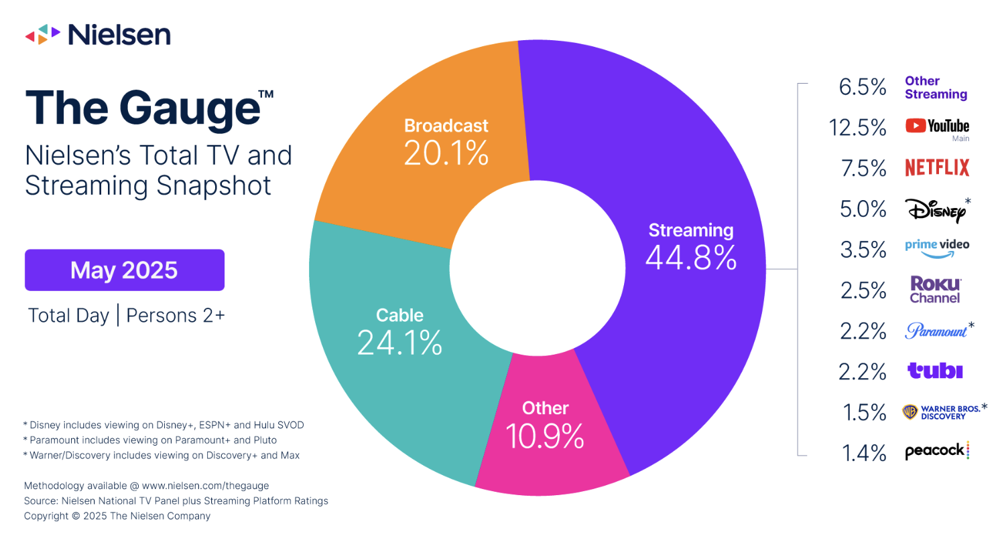 Nielsen
The Gauge™
Nielsen's Total TV and
Streaming Snapshot
May 2025
Total Day | Persons 2+
* Disney includes viewing on Disney+, ESPN+ and Hulu SVOD
* Paramount includes viewing on Paramount+ and Pluto
* Warner/Discovery includes viewing on Discovery+ and Max
Methodology available @ www.nielsen.com/thegauge
Source: Nielsen National TV Panel plus Streaming Platform Ratings
Copyright © 2025 The Nielsen Company
Broadcast
20.1%
Streaming
44.8%
Cable
24.1%
Other
10.9%
6.5% Other
Streaming
12.5% YouTube
Main
7.5% NETFLIX
5.0% Disney*
3.5% prime video
2.5% Roku
Channel
2.2% Paramount*
2.2% tubi
1.5% WB WARNER BROS.*
DISCOVERY
1.4% peacock